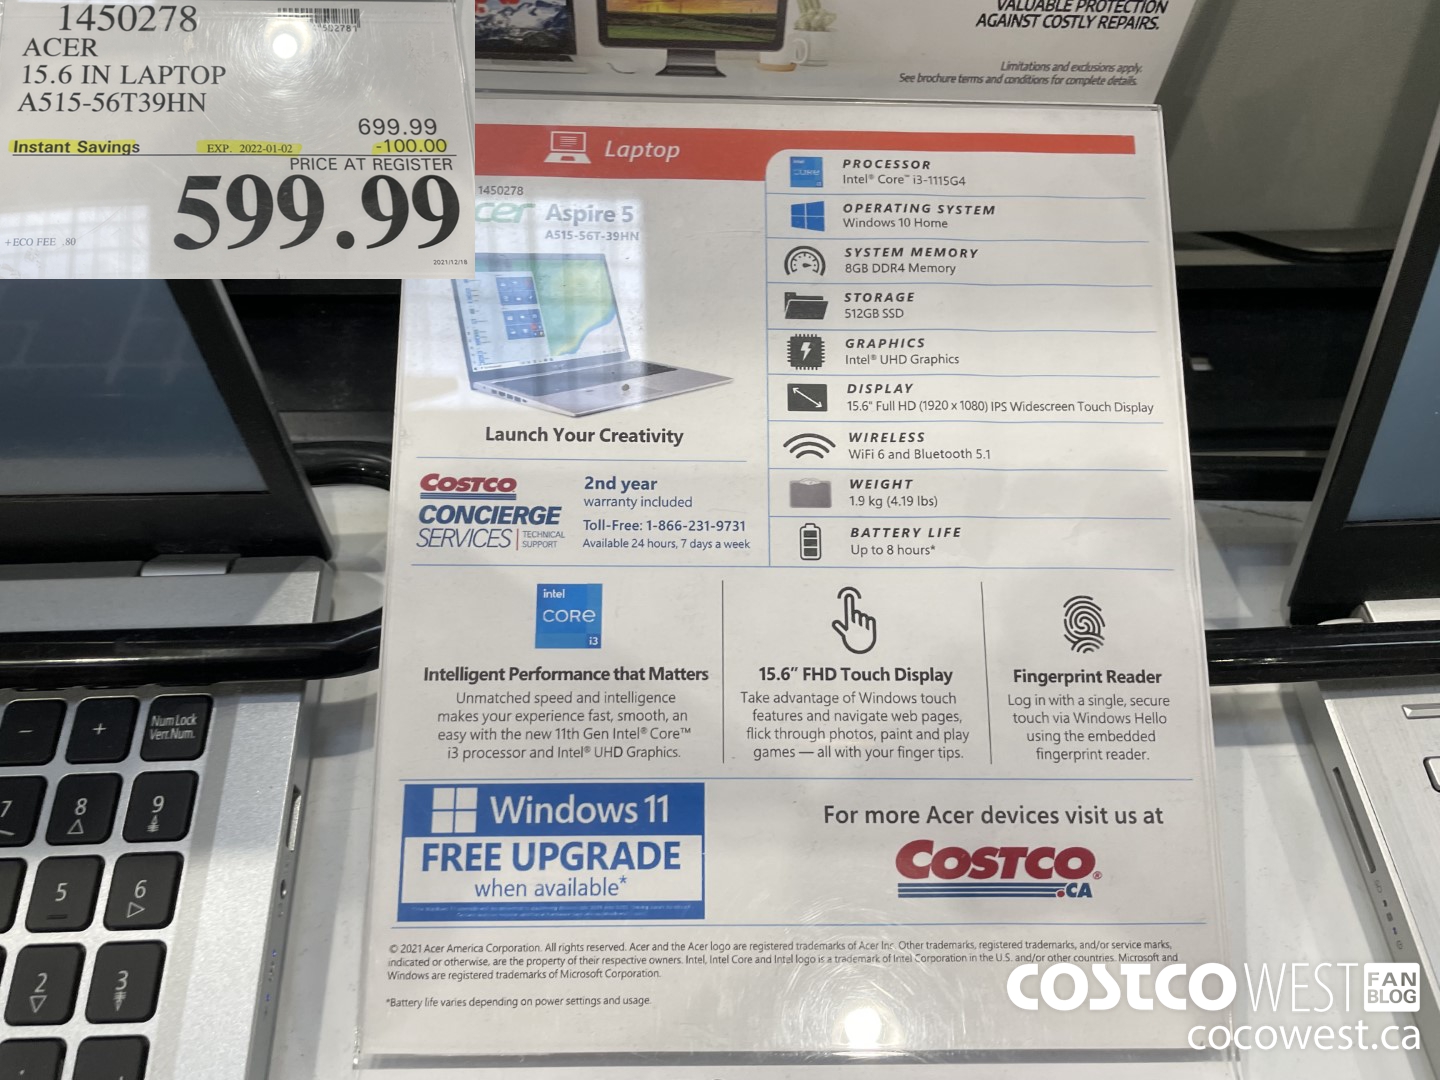 1450278
ACER
15.6 IN LAPTOP
A515-56T39HN
699.99
Instant Savings EXP. 2022-01-02 -100.00
PRICE AT REGISTER
599.99
+ECO FEE .80
2021/12/18
VALUABLE PROTECTION
AGAINST COSTLY REPAIRS.
Limitations and exclusions apply.
See brochure terms and conditions for complete details.
Laptop
1450278
acer Aspire 5
A515-56T-39HN
Launch Your Creativity
COSTCO
CONCIERGE
SERVICES TECHNICAL SUPPORT
2nd year
warranty included
Toll-Free: 1-866-231-9731
Available 24 hours, 7 days a week
PROCESSOR
Intel® Core™ i3-1115G4
OPERATING SYSTEM
Windows 10 Home
SYSTEM MEMORY
8GB DDR4 Memory
STORAGE
512GB SSD
GRAPHICS
Intel® UHD Graphics
DISPLAY
15.6" Full HD (1920 x 1080) IPS Widescreen Touch Display
WIRELESS
WiFi 6 and Bluetooth 5.1
WEIGHT
1.9 kg (4.19 lbs)
BATTERY LIFE
Up to 8 hours*
intel
CORE
i3
Intelligent Performance that Matters
Unmatched speed and intelligence
makes your experience fast, smooth, an
easy with the new 11th Gen Intel® Core™
i3 processor and Intel® UHD Graphics.
15.6" FHD Touch Display
Take advantage of Windows touch
features and navigate web pages,
flick through photos, paint and play
games — all with your finger tips.
Fingerprint Reader
Log in with a single, secure
touch via Windows Hello
using the embedded
fingerprint reader.
Windows 11
FREE UPGRADE
when available*
For more Acer devices visit us at
COSTCO®
.CA
© 2021 Acer America Corporation. All rights reserved. Acer and the Acer logo are registered trademarks of Acer Inc. Other trademarks, registered trademarks, and/or service marks,
indicated or otherwise, are the property of their respective owners. Intel, Intel Core and Intel logo is a trademark of Intel Corporation in the U.S. and/or other countries. Microsoft and
Windows are registered trademarks of Microsoft Corporation.
*Battery life varies depending on power settings and usage.
Num Lock
Verr.Num.
-
+
7
8
9
5
6
2
3
COSTCO WEST FAN BLOG
cocowest.ca